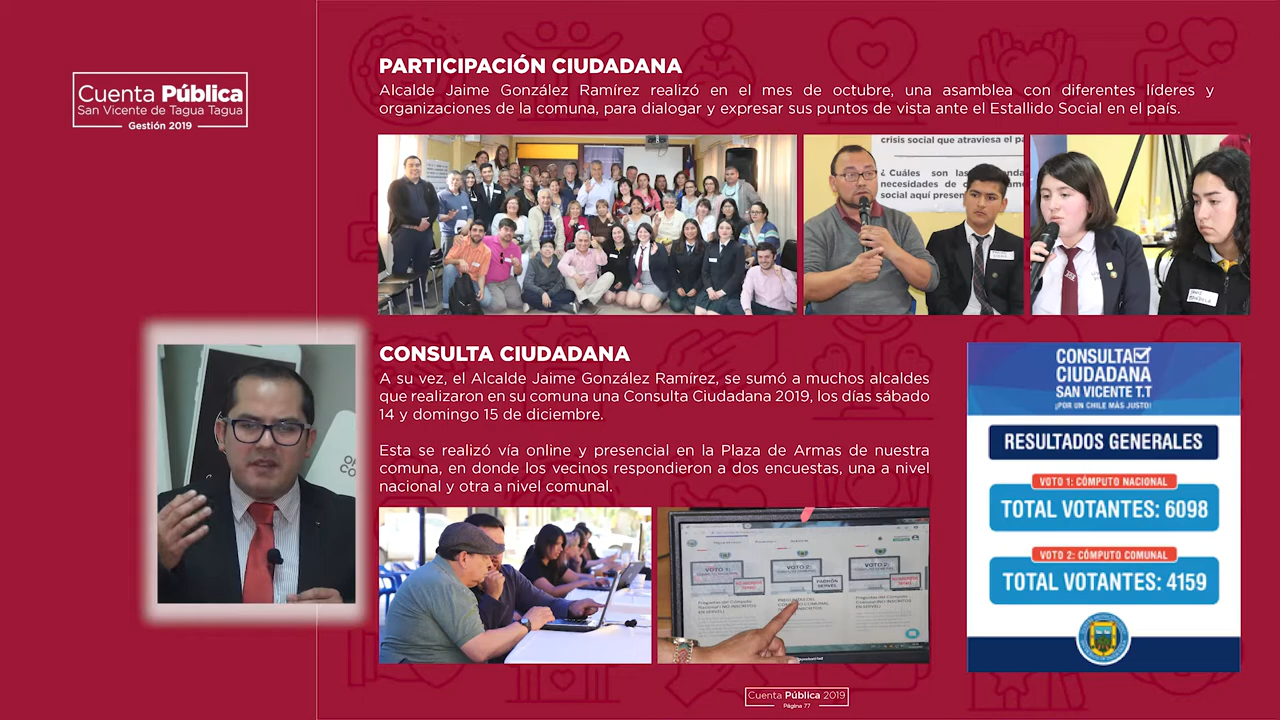 Cuenta Pública
San Vicente de Tagua Tagua
Gestión 2019
PARTICIPACIÓN CIUDADANA
Alcalde Jaime González Ramírez realizó en el mes de octubre, una asamblea con diferentes líderes y
organizaciones de la comuna, para dialogar y expresar sus puntos de vista ante el Estallido Social en el país.
crisis social que atraviesa el
¿Cuáles son las
necesidades de
social aquí
CONSULTA CIUDADANA
A su vez, el Alcalde Jaime González Ramírez, se sumó a muchos alcaldes
que realizaron en su comuna una Consulta Ciudadana 2019, los días sábado
14 y domingo 15 de diciembre.
Esta se realizó vía online y presencial en la Plaza de Armas de nuestra
comuna, en donde los vecinos respondieron a dos encuestas, una a nivel
nacional y otra a nivel comunal.
VOTO 1:
VOTO 2:
VOTO 2:
PADRÓN
SERVEL
CONSULTA
CIUDADANA
SAN VICENTE T.T
¡POR UN CHILE MÁS JUSTO!
RESULTADOS GENERALES
VOTO 1: CÓMPUTO NACIONAL
TOTAL VOTANTES: 6098
VOTO 2: CÓMPUTO COMUNAL
TOTAL VOTANTES: 4159
Cuenta Pública 2019
Página 77